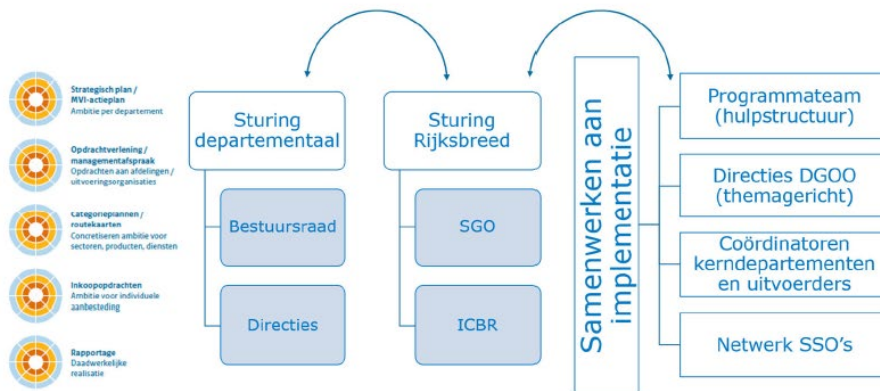 Strategisch plan /
MVI-actieplan
Ambitie per departement
Opdrachtverlening /
managementafspraak
Opdrachten aan afdelingen /
uitvoeringsorganisaties
Categorieplannen /
routekaarten
Concretiseren ambitie voor
sectoren, producten, diensten
Inkoopopdrachten
Ambitie voor individuele
aanbesteding
Rapportage
Daadwerkelijke
realisatie
Sturing
departementaal
Bestuursraad
Directies
Sturing
Rijksbreed
SGO
ICBR
Samenwerken aan
implementatie
Programmateam
(hulpstructuur)
Directies DGOO
(themagericht)
Coördinatoren
kerndepartementen
en uitvoerders
Netwerk SSO's